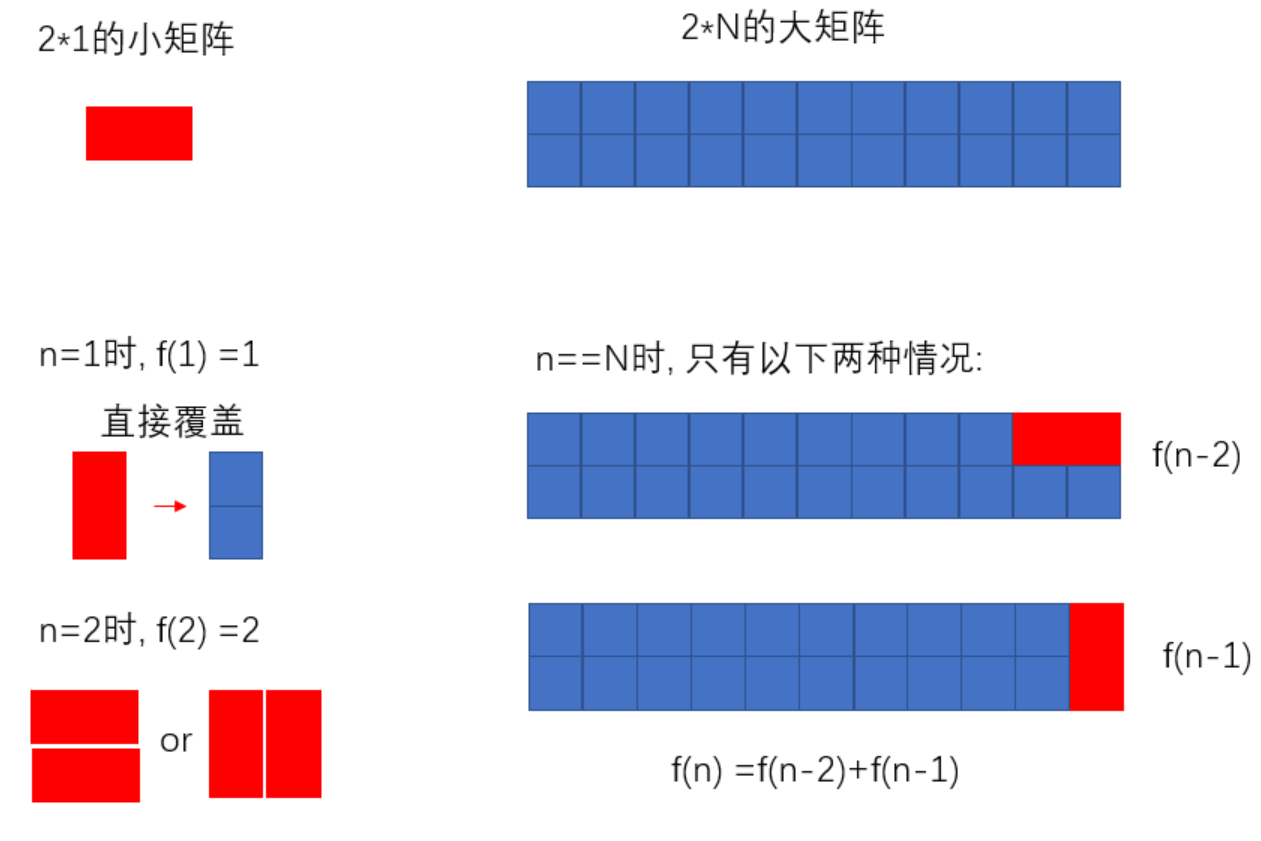 2*1的小矩阵
2*N的大矩阵
n=1时, f(1) =1
直接覆盖
n=2时, f(2) =2
or
n==N时, 只有以下两种情况:
f(n-2)
f(n-1)
f(n) =f(n-2)+f(n-1)